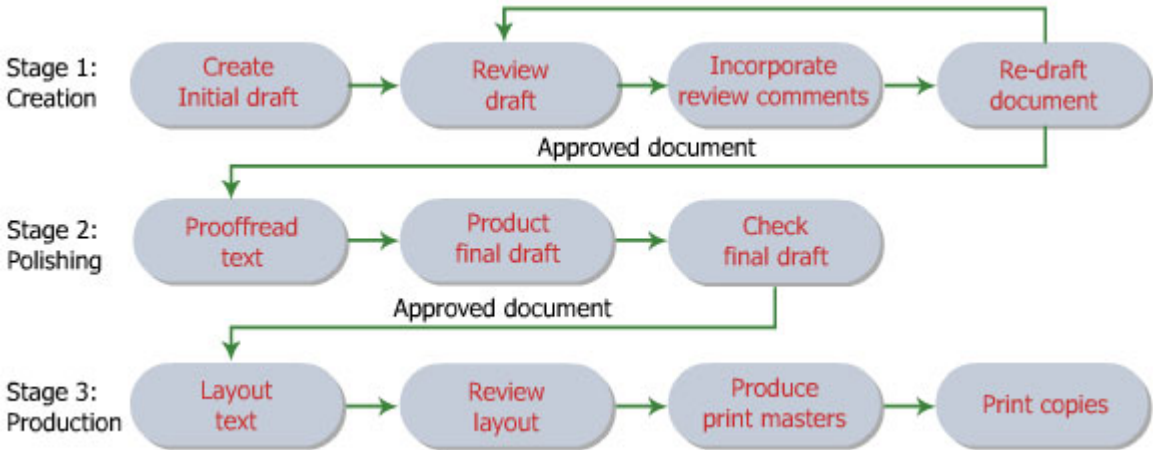 Stage 1:
Creation
Create
Initial draft
Review
draft
Incorporate
review comments
Re-draft
document
Approved document
Stage 2:
Polishing
Prooffread
text
Product
final draft
Check
final draft
Approved document
Stage 3:
Production
Layout
text
Review
layout
Produce
print masters
Print copies